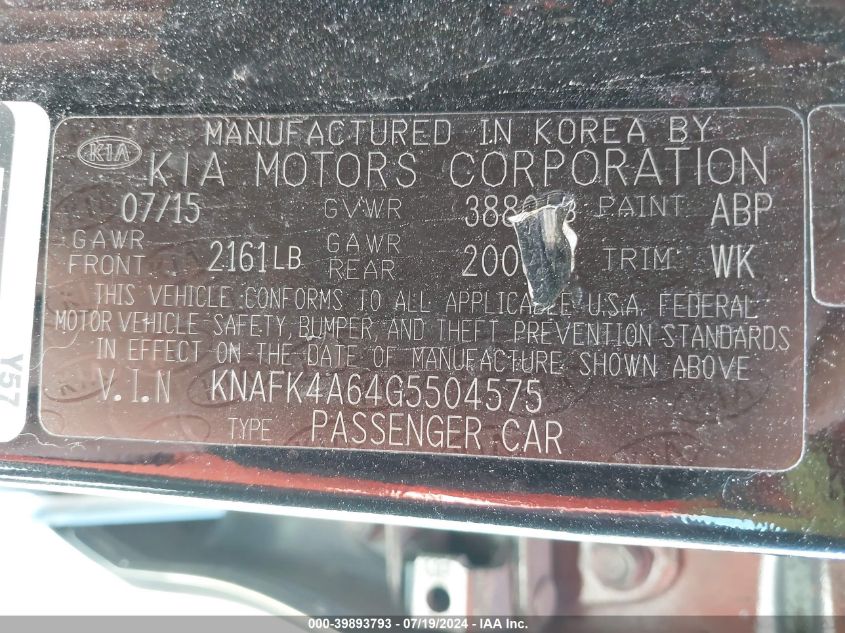 MANUFACTURED IN KOREA BY
KIA KIA MOTORS CORPORATION
07/15 GVWR PAINT ABP
GAWR FRONT 2161LB GAWR REAR TRIM WK
THIS VEHICLE CONFORMS TO ALL APPLICABLE U.S.A. FEDERAL
MOTOR VEHICLE SAFETY, BUMPER, AND THEFT PREVENTION STANDARDS
IN EFFECT ON THE DATE OF MANUFACTURE SHOWN ABOVE
V.I.N KNAFK4A64G5504575
TYPE PASSENGER CAR
Y57
000-39893793 - 07/19/2024 - IAA Inc.